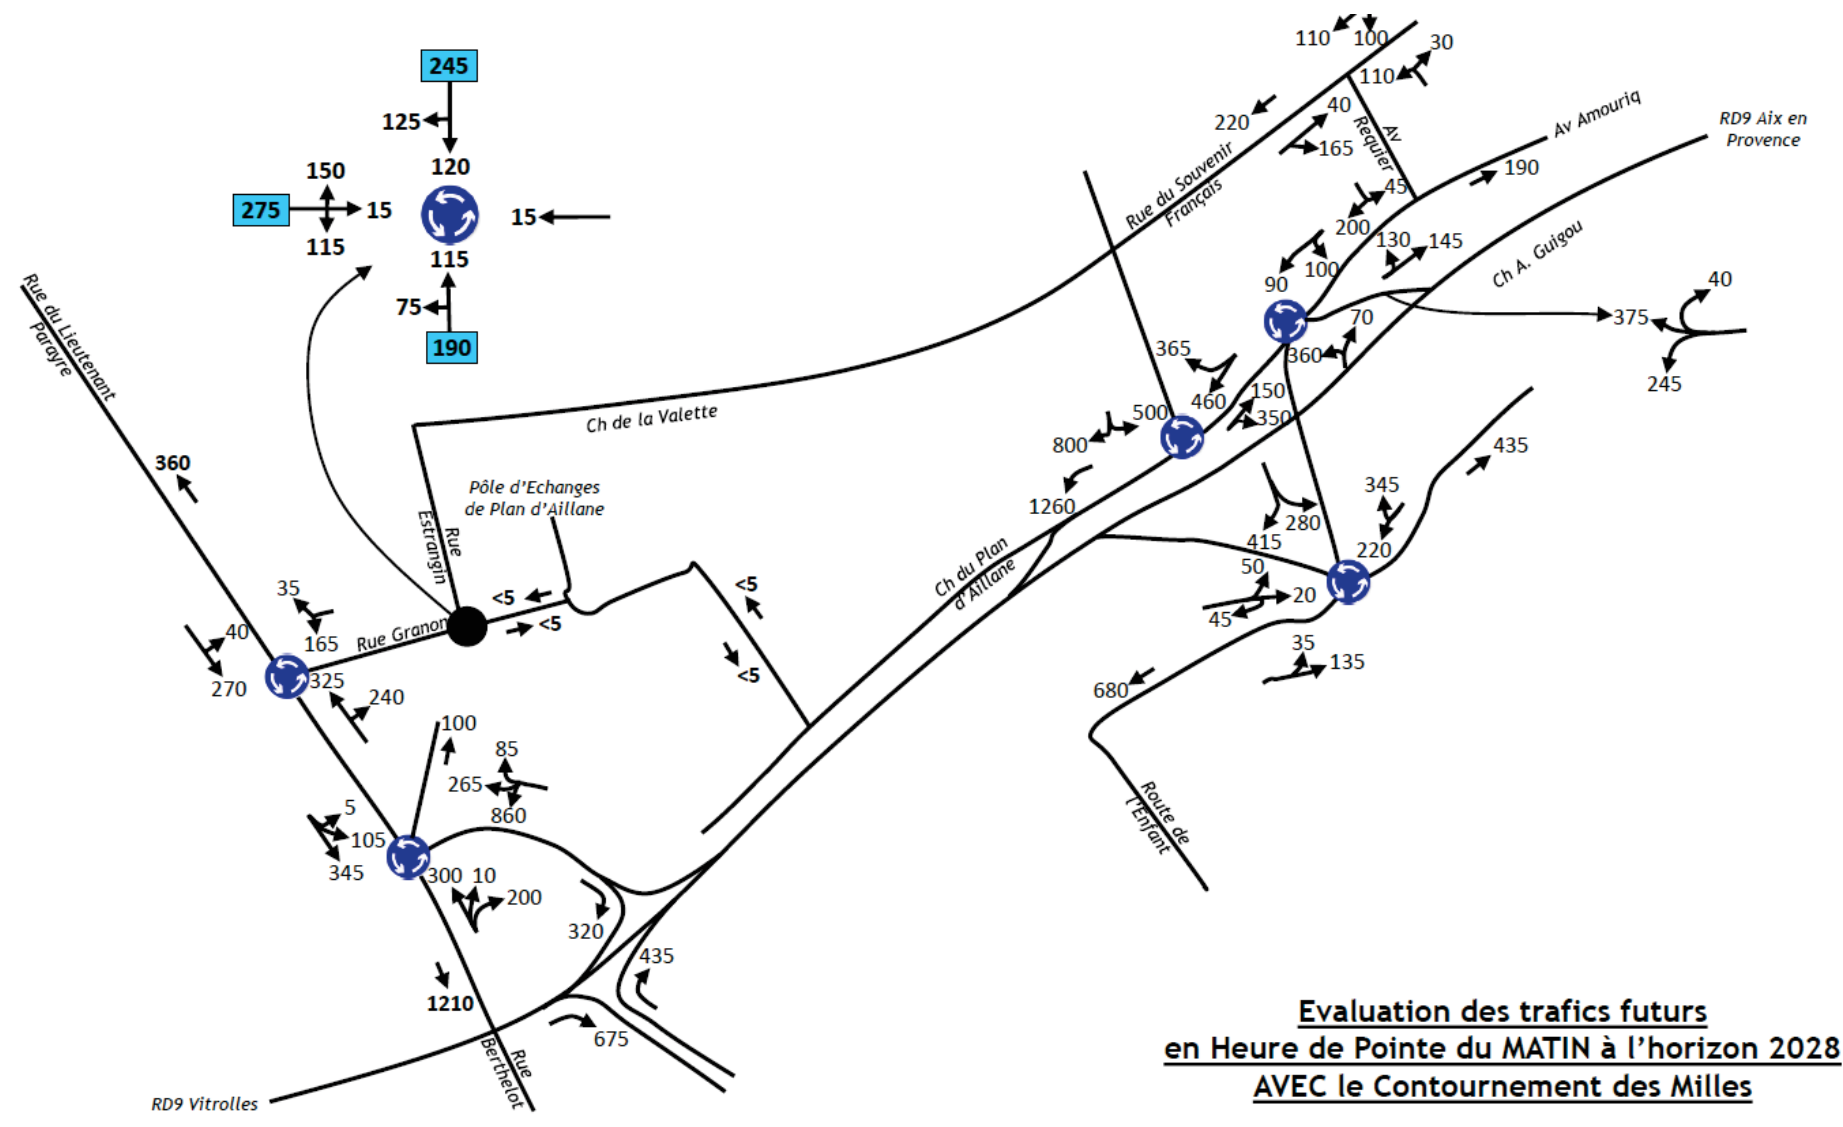 110
100
30
110
40
165
220
Av
Requier
Av Amouriq
RD9 Aix en
Provence
190
Rue du Souvenir
Français
45
200
130
145
100
90
Ch A. Guigou
40
375
245
70
360
365
460
150
350
500
800
1260
435
345
280
415
220
50
20
45
35
135
680
Route de
l'Enfant
Ch du Plan
d'Aillane
245
125
120
150
275
15
115
15
115
75
190
Rue du Lieutenant
Parayre
Ch de la Valette
360
Pôle d'Echanges
de Plan d'Aillane
Rue
Estrangin
<5
<5
<5
<5
35
165
Rue Granon
40
270
325
240
100
85
265
860
5
105
345
300
10
200
320
435
1210
675
Rue
Berthelot
RD9 Vitrolles
Evaluation des trafics futurs
en Heure de Pointe du MATIN à l'horizon 2028
AVEC le Contournement des Milles